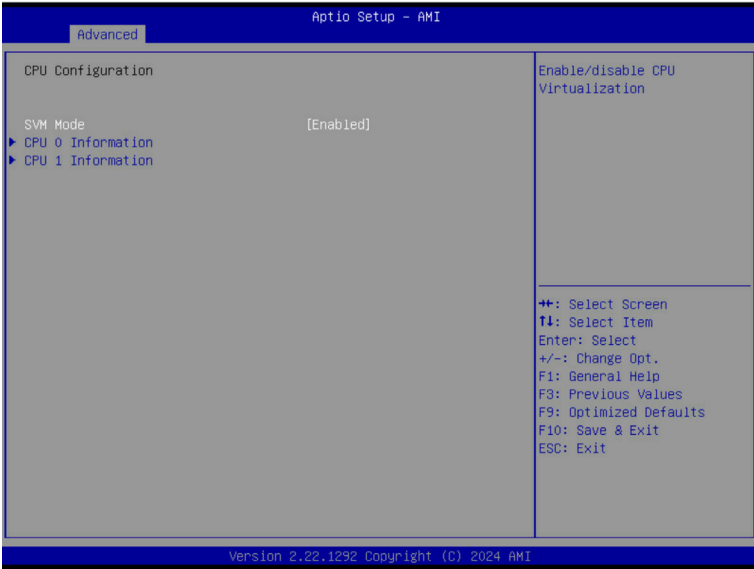 Aptio Setup - AMI
Advanced
CPU Configuration
SVM Mode [Enabled]
CPU 0 Information
CPU 1 Information
Enable/disable CPU
Virtualization
→←: Select Screen
↑↓: Select Item
Enter: Select
+/-: Change Opt.
F1: General Help
F3: Previous Values
F9: Optimized Defaults
F10: Save & Exit
ESC: Exit
Version 2.22.1292 Copyright (C) 2024 AMI